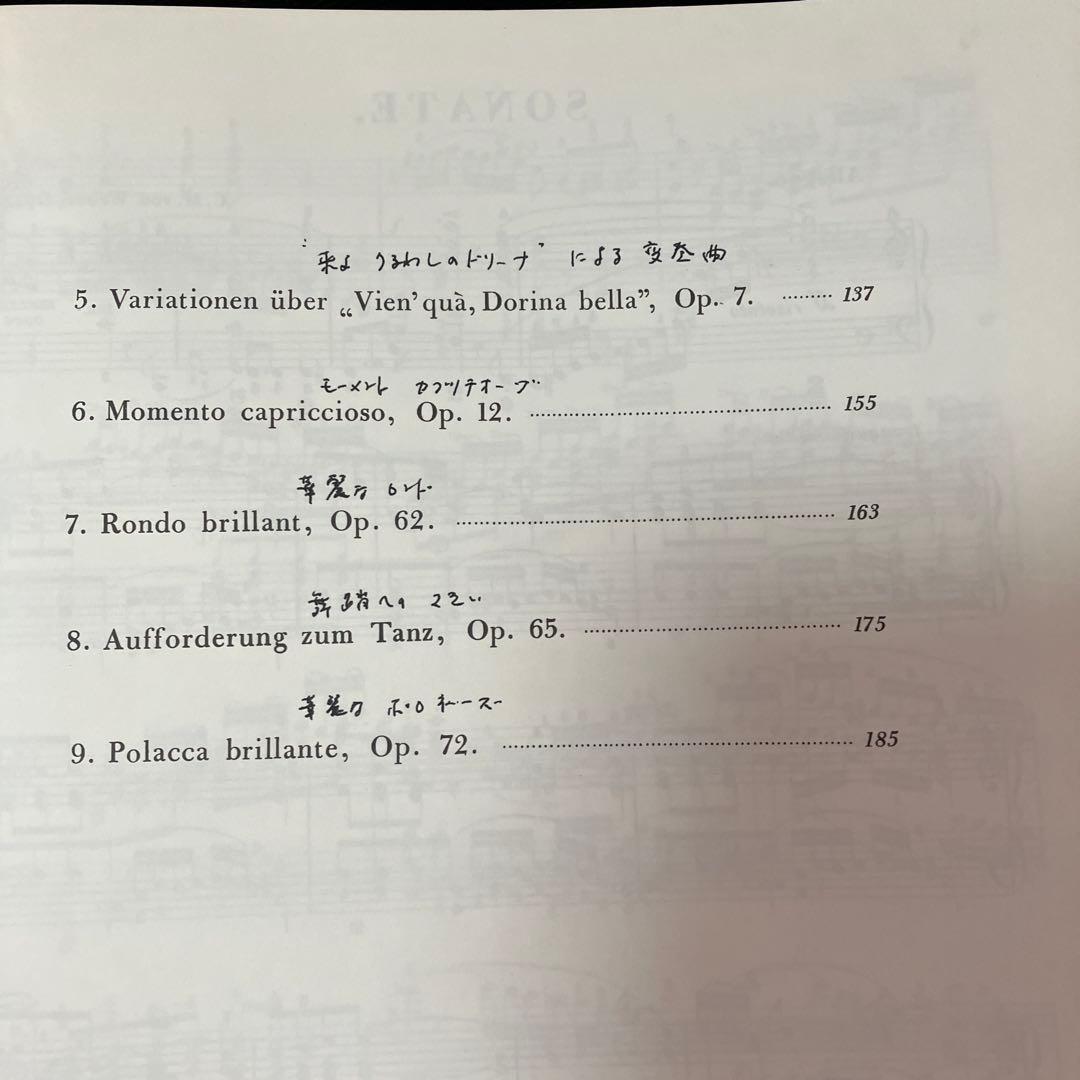 SONATE.
"来よ うるわしのドリーナ" による 変奏曲
5. Variationen über „Vien' quà, Dorina bella”, Op. 7. ......... 137
モーメント カプリチオーソ
6. Momento capriccioso, Op. 12. ......... 155
華麗な ロンド
7. Rondo brillant, Op. 62. ......... 163
舞踏への
8. Aufforderung zum Tanz, Op. 65. ......... 175
華麗な ポロネーズ
9. Polacca brillante, Op. 72. ......... 185